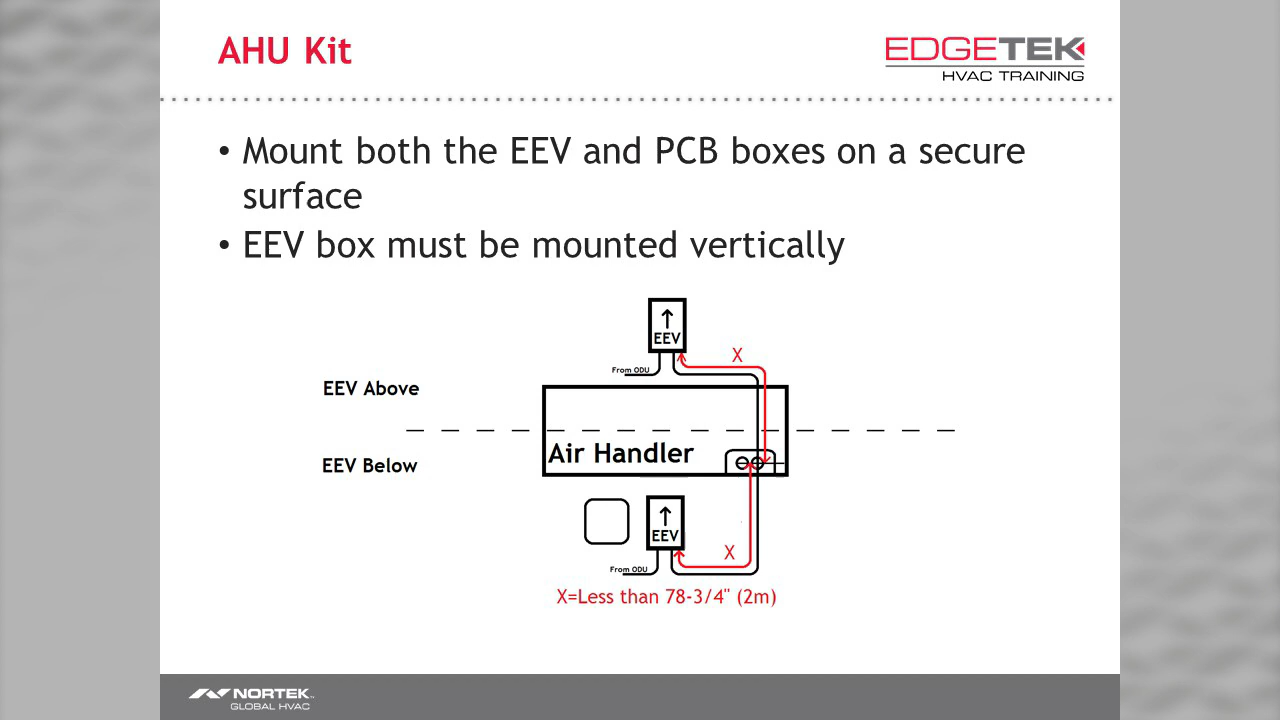 AHU Kit
EDGETEK
HVAC TRAINING
• Mount both the EEV and PCB boxes on a secure
surface
• EEV box must be mounted vertically
EEV
X
From ODU
EEV Above
Air Handler
EEV Below
EEV
X
From ODU
X=Less than 78-3/4" (2m)
NORTEK
GLOBAL HVAC